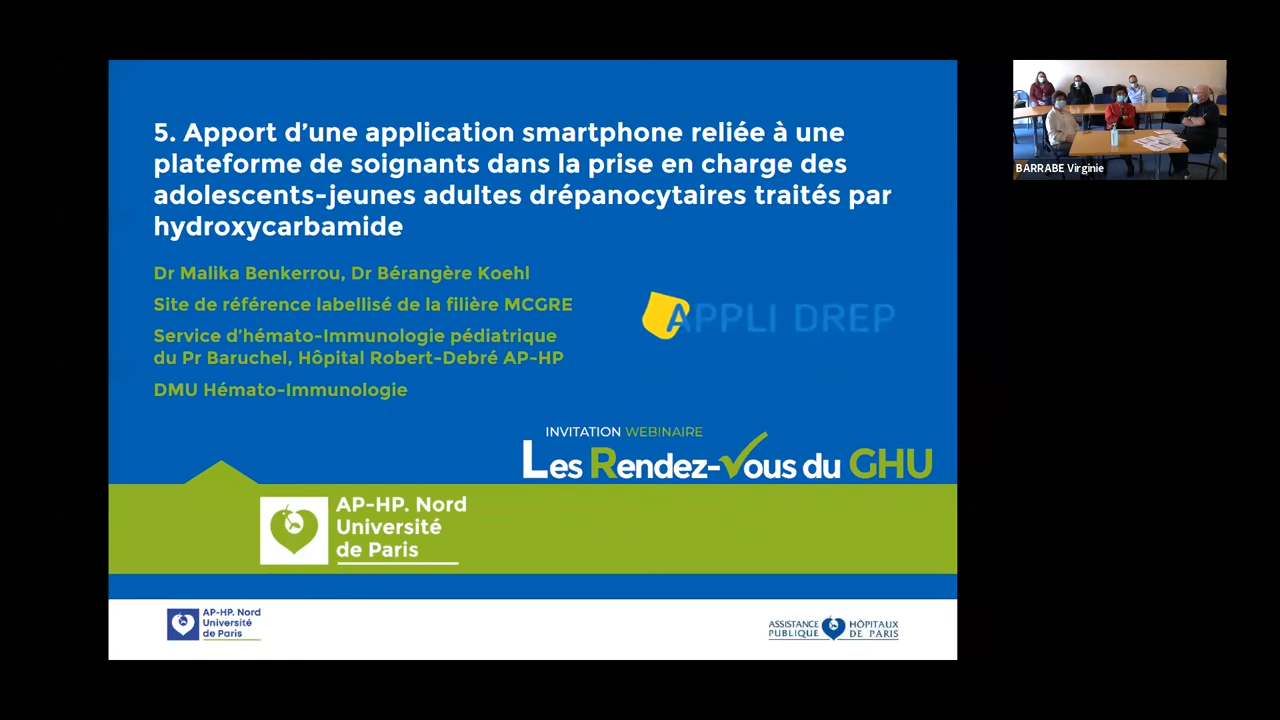 5. Apport d'une application smartphone reliée à une
plateforme de soignants dans la prise en charge des
adolescents-jeunes adultes drépanocytaires traités par
hydroxycarbamide
Dr Malika Benkerrou, Dr Bérangère Koehl
Site de référence labellisé de la filière MCGRE
Service d'hémato-Immunologie pédiatrique
du Pr Baruchel, Hôpital Robert-Debré AP-HP
DMU Hémato-Immunologie
APPLI DREP
INVITATION WEBINAIRE
Les Rendez-Vous du GHU
AP-HP. Nord
Université
de Paris
AP-HP. Nord
Université
de Paris
ASSISTANCE HÔPITAUX
PUBLIQUE DE PARIS
BARRABE Virginie